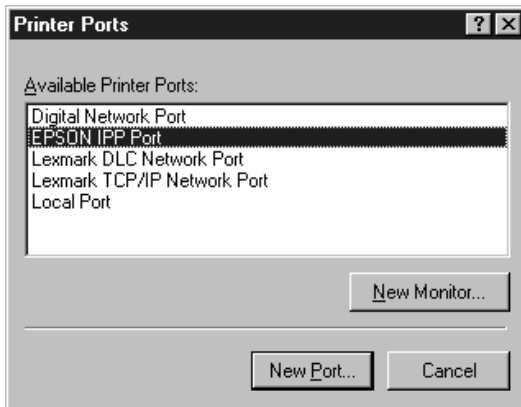 Printer Ports
Available Printer Ports:
Digital Network Port
EPSON IPP Port
Lexmark DLC Network Port
Lexmark TCP/IP Network Port
Local Port
New Monitor...
New Port...
Cancel